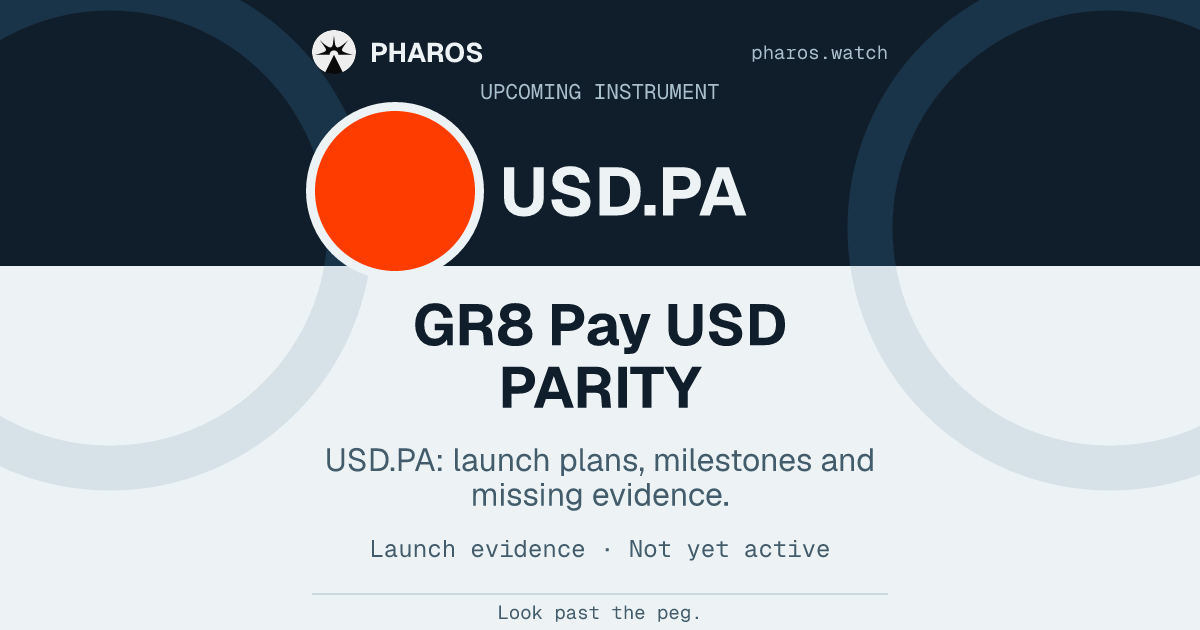 PHAROS
pharos.watch
UPCOMING INSTRUMENT
USD.PA
GR8 Pay USD
PARITY
USD.PA: launch plans, milestones and
missing evidence.
Launch evidence · Not yet active
Look past the peg.